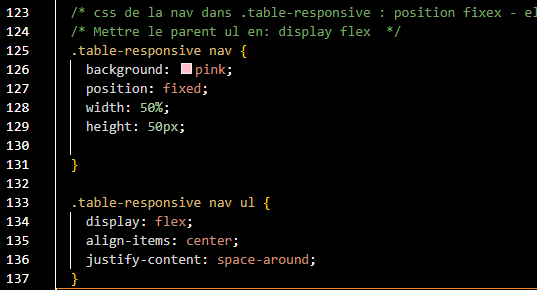 123 /* css de la nav dans .table-responsive : position fixex - el
124 /* Mettre le parent ul en: display flex  */
125 .table-responsive nav {
126   background: pink;
127   position: fixed;
128   width: 50%;
129   height: 50px;
130
131 }
132
133 .table-responsive nav ul {
134   display: flex;
135   align-items: center;
136   justify-content: space-around;
137 }